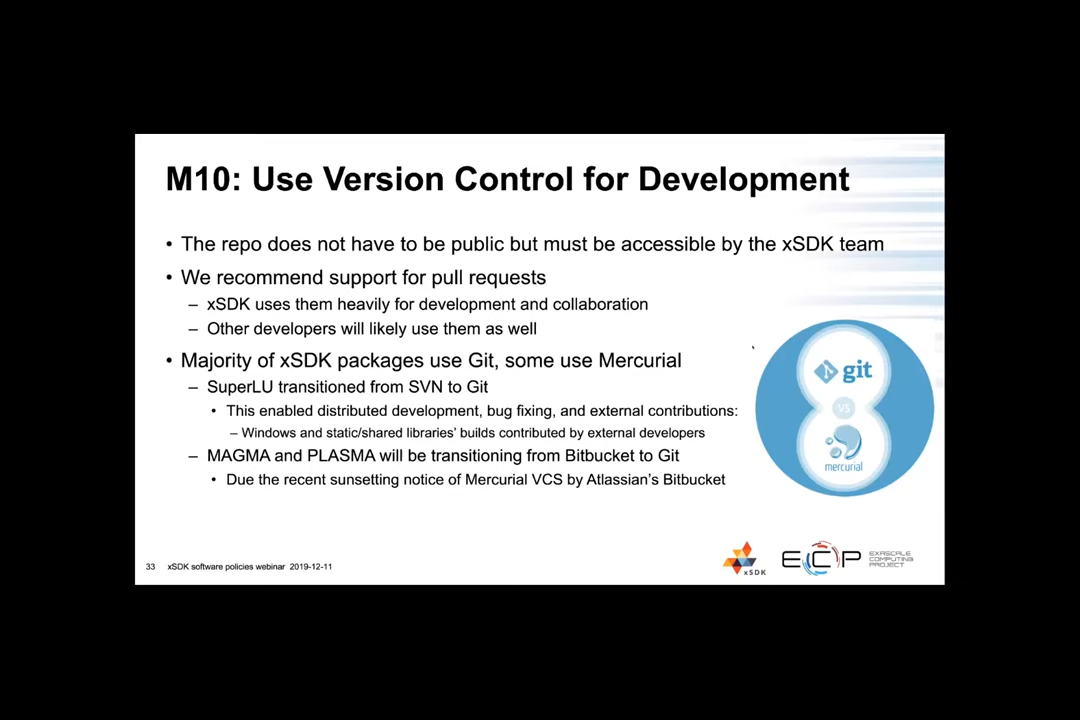 M10: Use Version Control for Development
• The repo does not have to be public but must be accessible by the xSDK team
• We recommend support for pull requests
– xSDK uses them heavily for development and collaboration
– Other developers will likely use them as well
• Majority of xSDK packages use Git, some use Mercurial
– SuperLU transitioned from SVN to Git
• This enabled distributed development, bug fixing, and external contributions:
– Windows and static/shared libraries' builds contributed by external developers
– MAGMA and PLASMA will be transitioning from Bitbucket to Git
• Due the recent sunsetting notice of Mercurial VCS by Atlassian's Bitbucket
git
VS
mercurial
33 xSDK software policies webinar 2019-12-11
xSDK
ECP
EXASCALE
COMPUTING
PROJECT